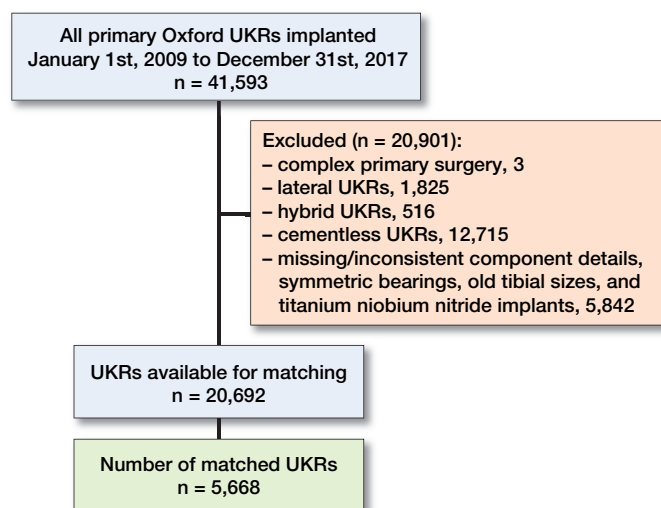 All primary Oxford UKRs implanted
January 1st, 2009 to December 31st, 2017
n = 41,593
Excluded (n = 20,901):
– complex primary surgery, 3
– lateral UKRs, 1,825
– hybrid UKRs, 516
– cementless UKRs, 12,715
– missing/inconsistent component details,
symmetric bearings, old tibial sizes, and
titanium niobium nitride implants, 5,842
UKRs available for matching
n = 20,692
Number of matched UKRs
n = 5,668